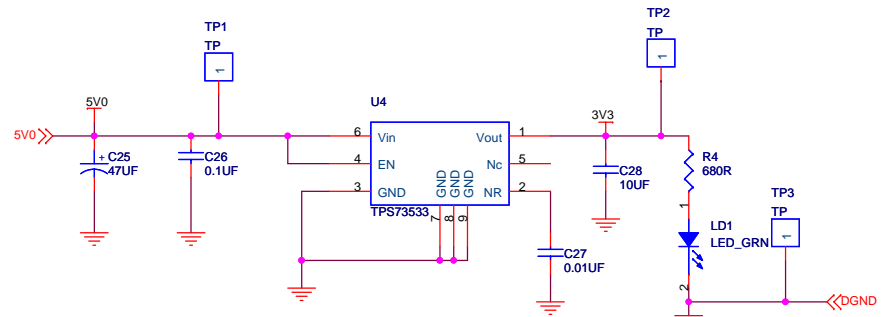 TP1
TP
1
TP2
TP
1
5V0
5V0
+
C25
47UF
C26
0.1UF
U4
6
Vin
4
EN
3
GND
Vout
1
Nc
5
NR
2
GND
GND
GND
TPS73533
7
8
9
3V3
C28
10UF
C27
0.01UF
R4
680R
1
LD1
LED_GRN
2
TP3
TP
1
DGND